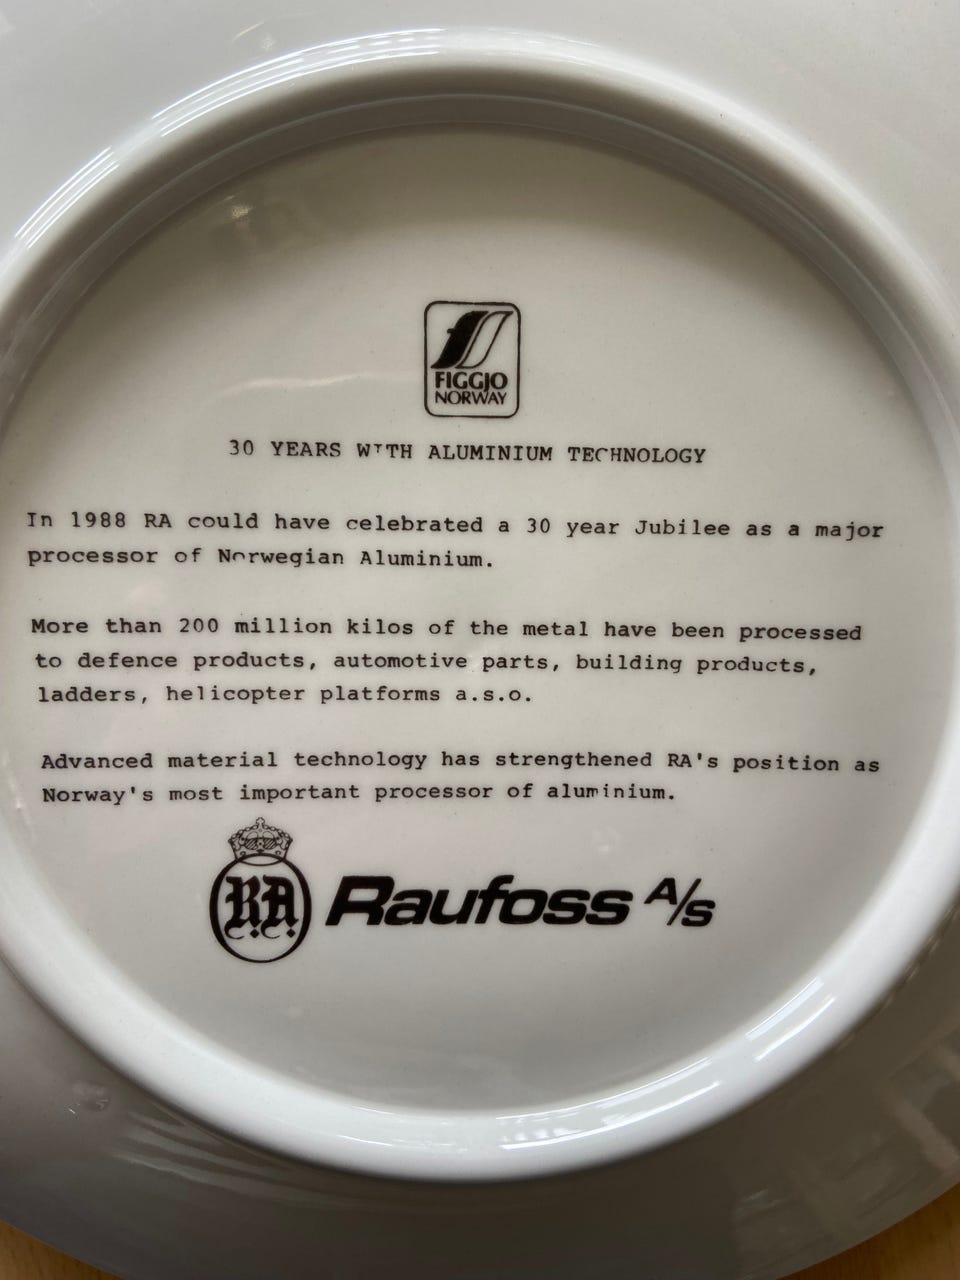 FIGGJO
NORWAY
30 YEARS WITH ALUMINIUM TECHNOLOGY
In 1988 RA could have celebrated a 30 year Jubilee as a major
processor of Norwegian Aluminium.
More than 200 million kilos of the metal have been processed
to defence products, automotive parts, building products,
ladders, helicopter platforms a.s.o.
Advanced material technology has strengthened RA's position as
Norway's most important processor of aluminium.
R.A. Raufoss A/S